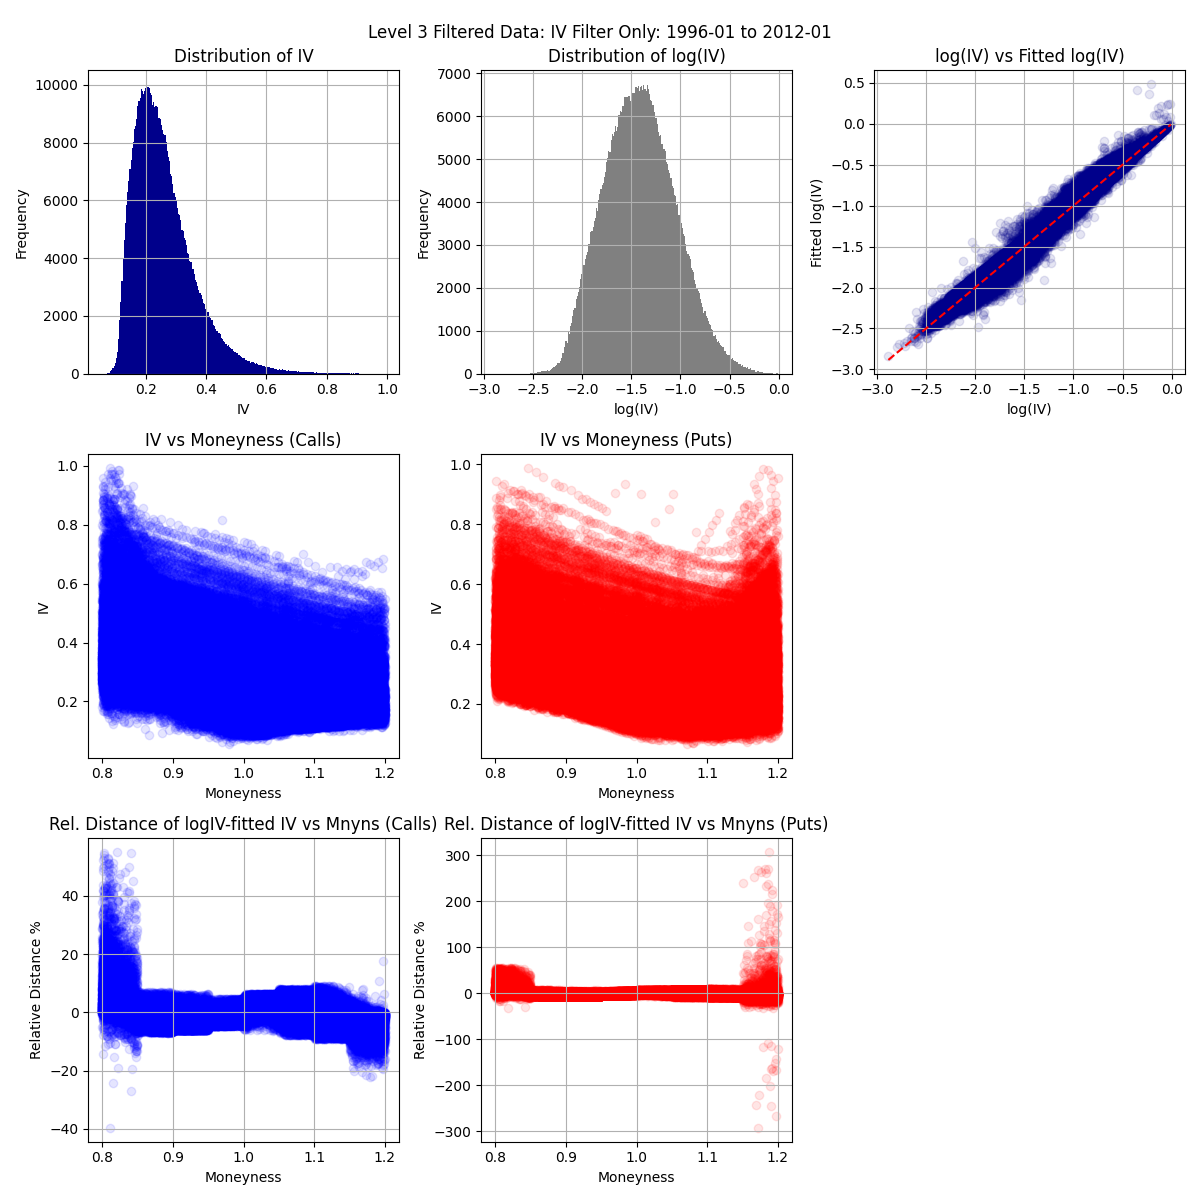 Level 3 Filtered Data: IV Filter Only: 1996-01 to 2012-01
Distribution of IV
Distribution of log(IV)
log(IV) vs Fitted log(IV)
10000
8000
6000
4000
2000
0
Frequency
0.2 0.4 0.6 0.8 1.0
IV
7000
6000
5000
4000
3000
2000
1000
0
Frequency
−3.0 −2.5 −2.0 −1.5 −1.0 −0.5 0.0
log(IV)
0.5
0.0
−0.5
−1.0
−1.5
−2.0
−2.5
−3.0
Fitted log(IV)
−3.0 −2.5 −2.0 −1.5 −1.0 −0.5 0.0
log(IV)
IV vs Moneyness (Calls)
IV vs Moneyness (Puts)
1.0
0.8
0.6
0.4
0.2
IV
0.8 0.9 1.0 1.1 1.2
Moneyness
1.0
0.8
0.6
0.4
0.2
IV
0.8 0.9 1.0 1.1 1.2
Moneyness
Rel. Distance of logIV-fitted IV vs Mnyns (Calls)
Rel. Distance of logIV-fitted IV vs Mnyns (Puts)
40
20
0
−20
−40
Relative Distance %
0.8 0.9 1.0 1.1 1.2
Moneyness
300
200
100
0
−100
−200
−300
Relative Distance %
0.8 0.9 1.0 1.1 1.2
Moneyness